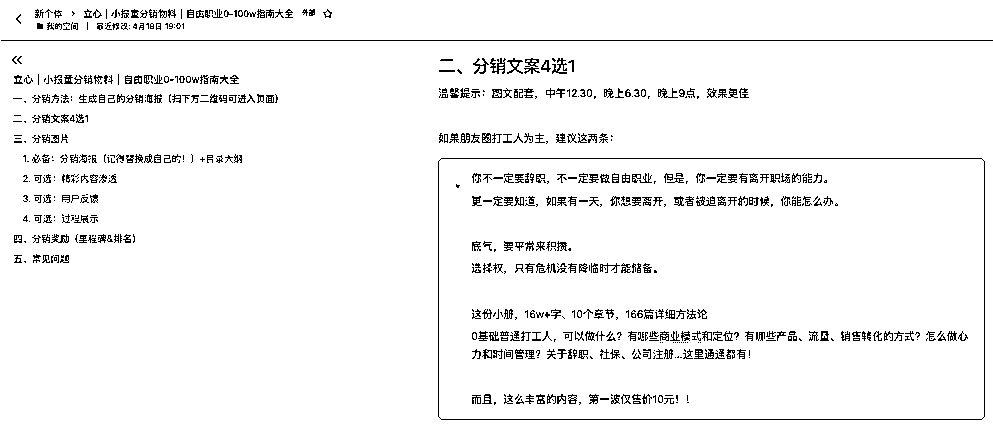 新个体 > 立心｜小报童分销物料｜自由职业0-100w指南大全 外部
我的空间 | 最近修改: 4月18日 19:01
立心｜小报童分销物料｜自由职业0-100w指南大全
一、分销方法：生成自己的分销海报（扫下方二维码可进入页面）
二、分销文案4选1
三、分销图片
1. 必备：分销海报（记得替换成自己的！）+目录大纲
2. 可选：精彩内容渗透
3. 可选：用户反馈
4. 可选：过程展示
四、分销奖励（里程碑&排名）
五、常见问题
二、分销文案4选1
温馨提示：图文配套，中午12.30，晚上6.30，晚上9点，效果更佳
如果朋友圈打工人为主，建议这两条：
你不一定要辞职，不一定要做自由职业，但是，你一定要有离开职场的能力。
更一定要知道，如果有一天，你想要离开，或者被迫离开的时候，你能怎么办。
底气，要平常来积攒。
选择权，只有危机没有降临时才能储备。
这份小册，16w+字、10个章节，166篇详细方法论
0基础普通打工人，可以做什么？有哪些商业模式和定位？有哪些产品、流量、销售转化的方式？怎么做心
力和时间管理？关于辞职、社保、公司注册...这里通通都有！
而且，这么丰富的内容，第一波仅售价10元！！